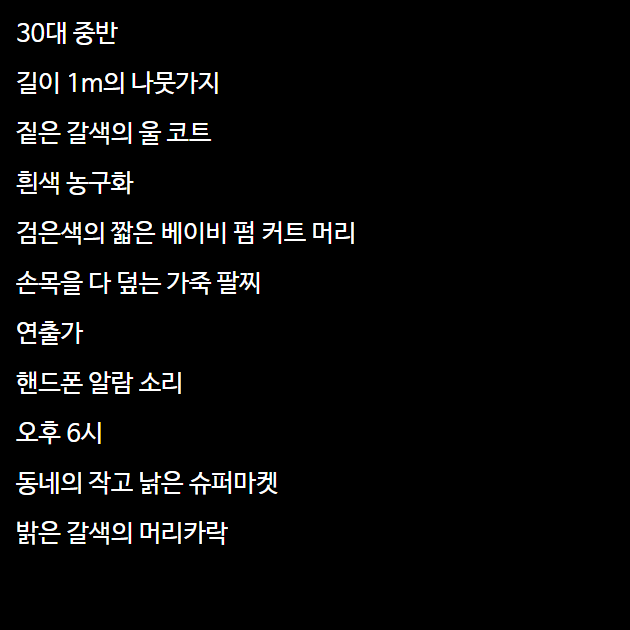 30대 중반
길이 1m의 나뭇가지
짙은 갈색의 울 코트
흰색 농구화
검은색의 짧은 베이비 펌 커트 머리
손목을 다 덮는 가죽 팔찌
연출가
핸드폰 알람 소리
오후 6시
동네의 작고 낡은 슈퍼마켓
밝은 갈색의 머리카락